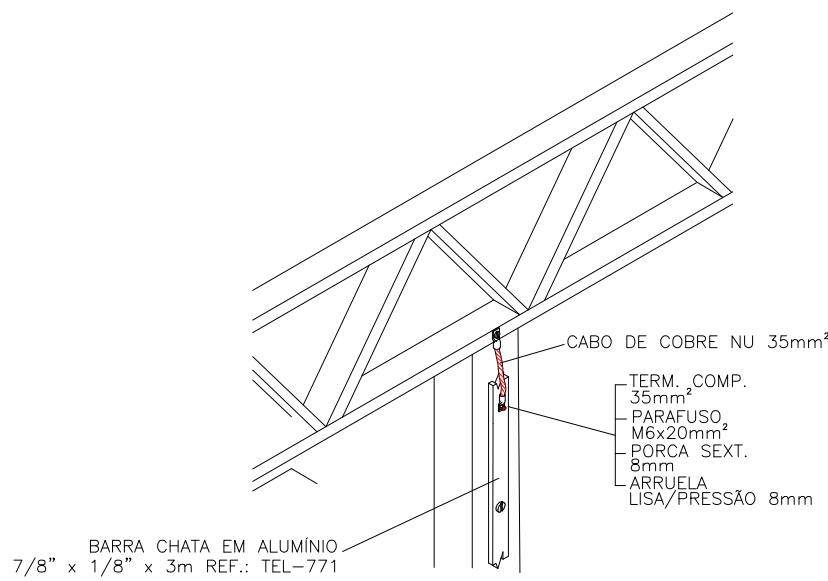 CABO DE COBRE NU 35mm²
TERM. COMP.
35mm²
PARAFUSO
M6x20mm²
PORCA SEXT.
8mm
ARRUELA
LISA/PRESSÃO 8mm
BARRA CHATA EM ALUMÍNIO
7/8” x 1/8” x 3m REF.: TEL-771